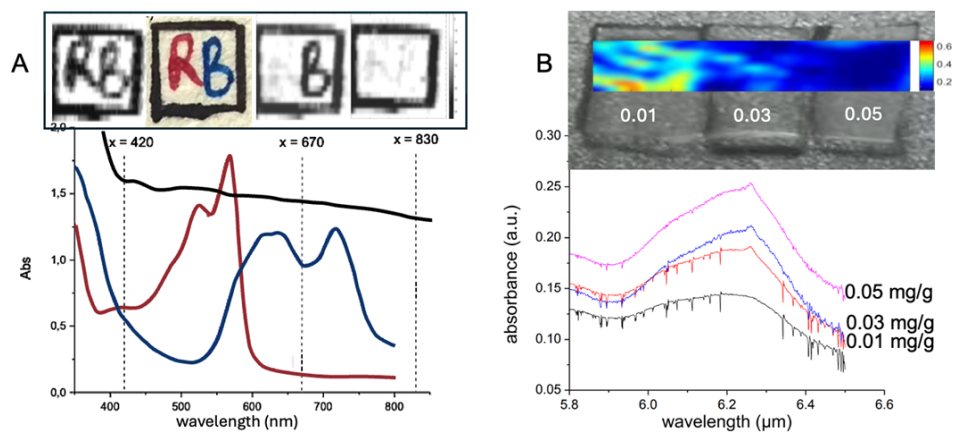 A
R B
R B
B
2,0
x = 420
x = 670
x = 830
1,5
1,0
0,5
0,0
Abs
400
500
600
700
800
wavelength (nm)
B
0.6
0.4
0.2
0.01
0.03
0.05
0.30
0.25
0.20
0.15
0.10
0.05
absorbance (a.u.)
0.05 mg/g
0.03 mg/g
0.01 mg/g
5.8
6.0
6.2
6.4
6.6
wavelength (µm)